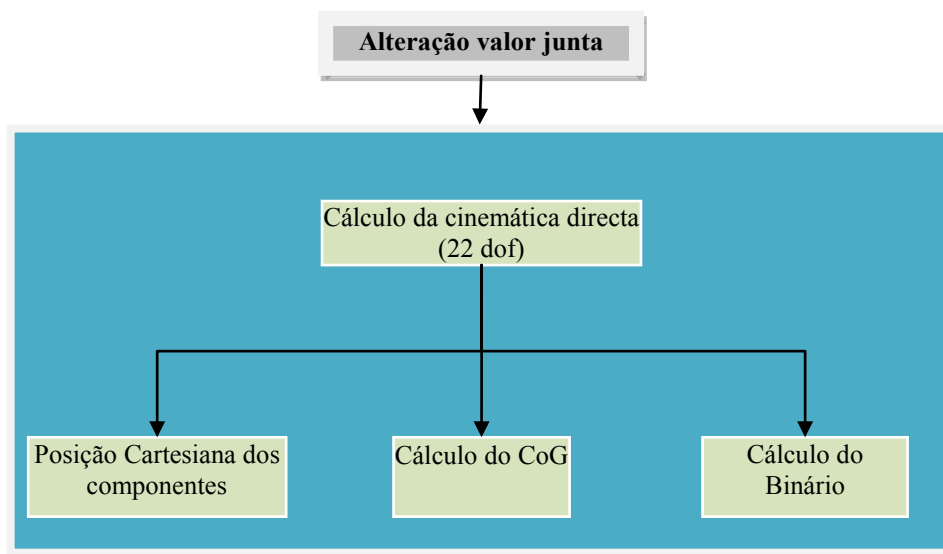 Alteração valor junta
Cálculo da cinemática directa
(22 dof)
Posição Cartesiana dos
componentes
Cálculo do CoG
Cálculo do
Binário